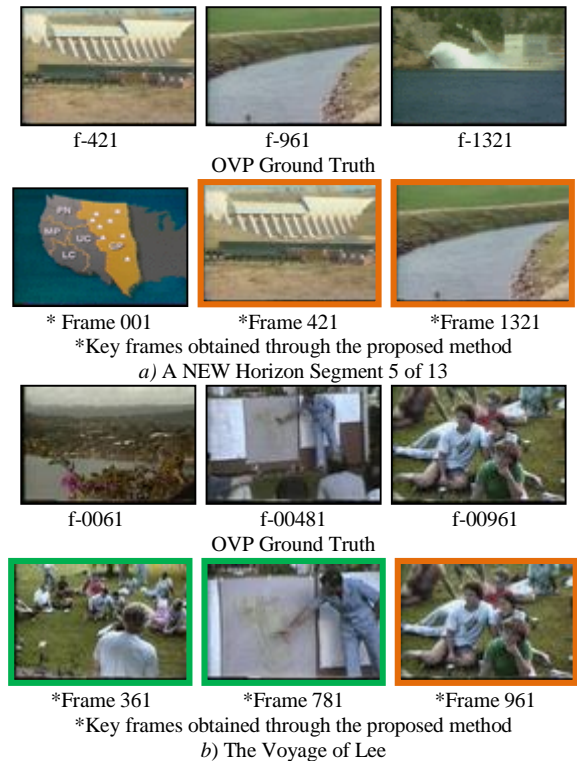 f-421 f-961 f-1321
OVP Ground Truth
PN
MP UC GP
LC
* Frame 001 *Frame 421 *Frame 1321
*Key frames obtained through the proposed method
a) A NEW Horizon Segment 5 of 13
f-0061 f-00481 f-00961
OVP Ground Truth
*Frame 361 *Frame 781 *Frame 961
*Key frames obtained through the proposed method
b) The Voyage of Lee